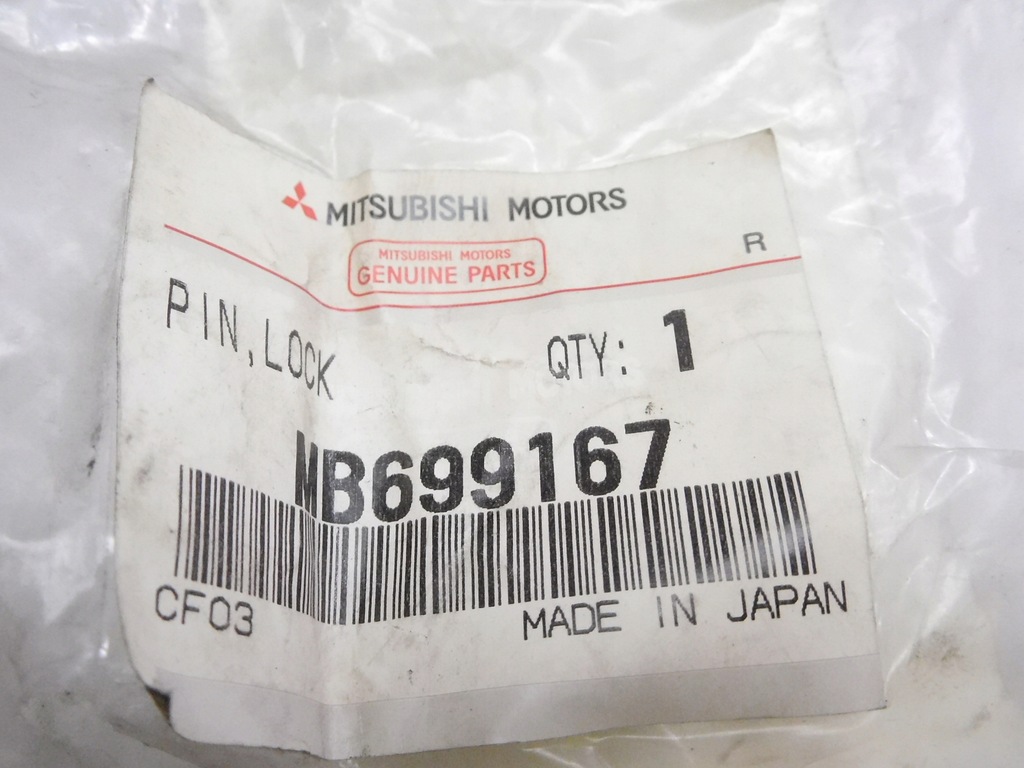 MITSUBISHI MOTORS
R
MITSUBISHI MOTORS
GENUINE PARTS
PIN,LOCK
QTY: 1
MB699167
CF03
MADE IN JAPAN